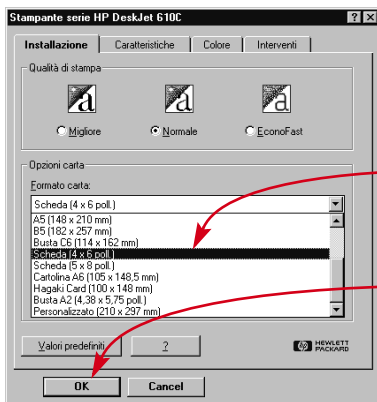 Stampante serie HP DeskJet 610C
Installazione Caratteristiche Colore Interventi
Qualità di stampa
a a a
Migliore Normale EconoFast
Opzioni carta
Formato carta:
Scheda (4 x 6 poll.)
A5 (148 x 210 mm)
B5 (182 x 257 mm)
Busta C6 (114 x 162 mm)
Scheda (4 x 6 poll.)
Scheda (5 x 8 poll.)
Cartolina A6 (105 x 148,5 mm)
Hagaki Card (100 x 148 mm)
Busta A2 (4,38 x 5,75 poll.)
Personalizzato (210 x 297 mm)
Valori predefiniti ? hp HEWLETT
PACKARD
OK Cancel